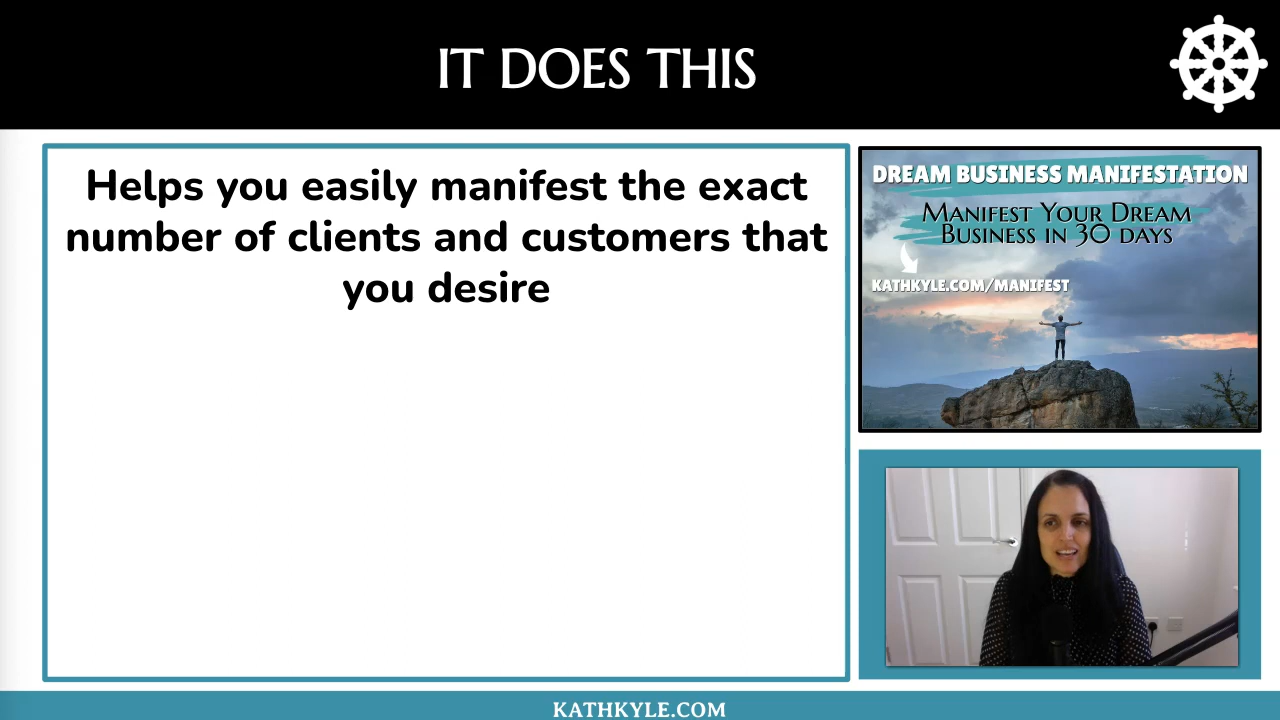 IT DOES THIS
Helps you easily manifest the exact
number of clients and customers that
you desire
DREAM BUSINESS MANIFESTATION
Manifest Your Dream
Business in 30 days
KATHKYLE.COM/MANIFEST
KATHKYLE.COM